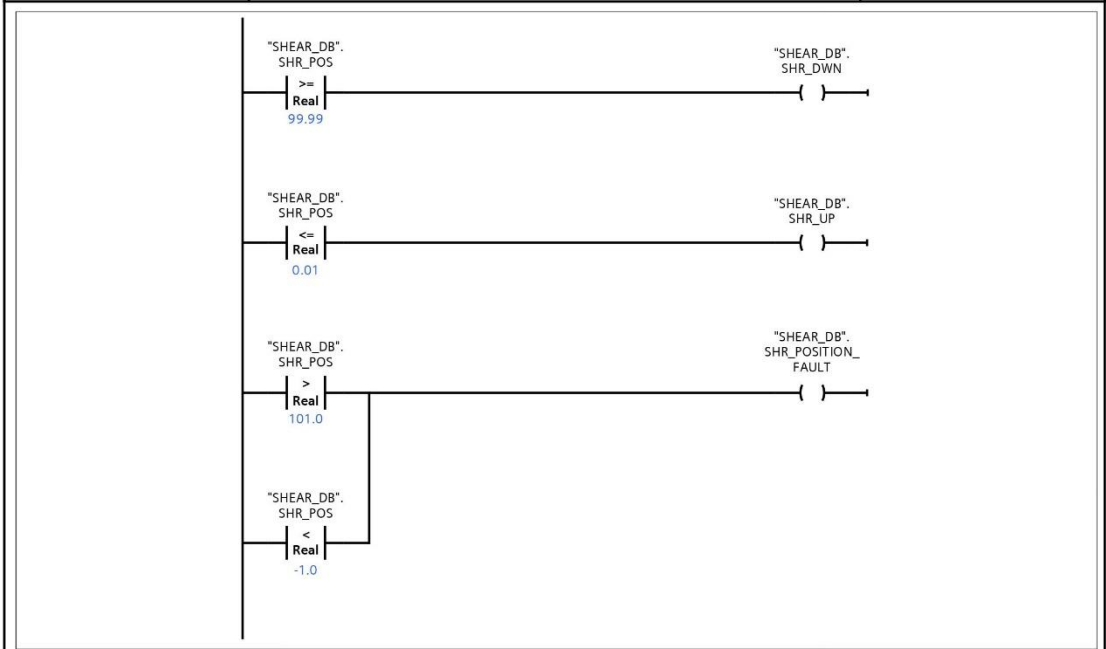 "SHEAR_DB".
SHR_POS
>=
Real
99.99
"SHEAR_DB".
SHR_DWN
"SHEAR_DB".
SHR_POS
<=
Real
0.01
"SHEAR_DB".
SHR_UP
"SHEAR_DB".
SHR_POS
>
Real
101.0
"SHEAR_DB".
SHR_POSITION_
FAULT
"SHEAR_DB".
SHR_POS
<
Real
-1.0